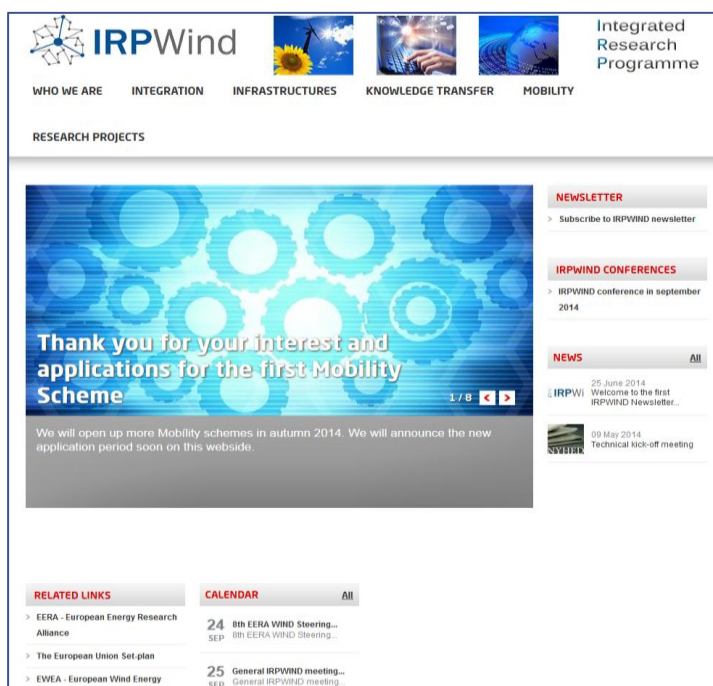 IRPWind
Integrated
Research
Programme
WHO WE ARE INTEGRATION INFRASTRUCTURES KNOWLEDGE TRANSFER MOBILITY
RESEARCH PROJECTS
Thank you for your interest and
applications for the first Mobility
Scheme
1 / 8 < >
We will open up more Mobility schemes in autumn 2014. We will announce the new
application period soon on this webside.
NEWSLETTER
> Subscribe to IRPWIND newsletter
IRPWIND CONFERENCES
> IRPWIND conference in september
2014
NEWS All
IRPWi
25 June 2014
Welcome to the first
IRPWIND Newsletter...
NYHED
09 May 2014
Technical kick-off meeting
RELATED LINKS
> EERA - European Energy Research
Alliance
> The European Union Set-plan
> EWEA - European Wind Energy
CALENDAR All
24 8th EERA WIND Steering...
SEP 8th EERA WIND Steering...
25 General IRPWIND meeting...
SEP General IRPWIND meeting...